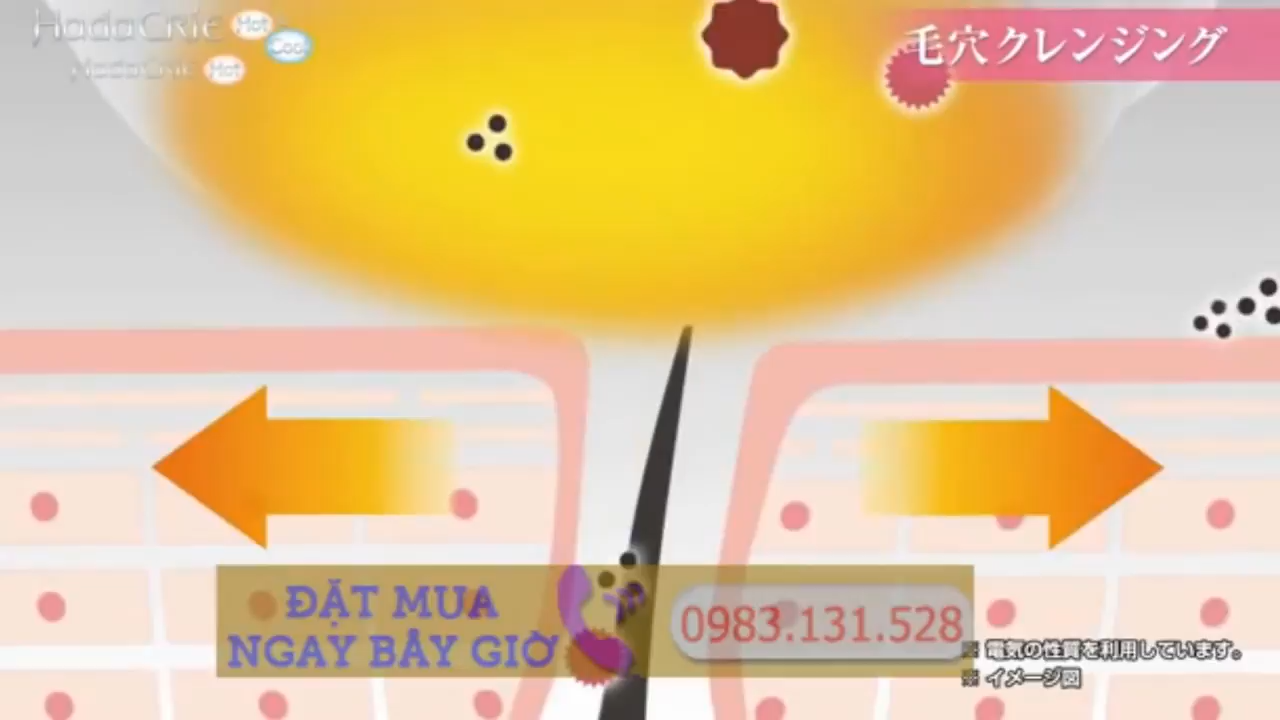 HadaCRiE Hot Cool
HadaCRiE Hot
毛穴クレンジング
ĐẶT MUA
NGAY BÂY GIỜ
0983.131.528
※ 電気の性質を利用しています。
※ イメージ図